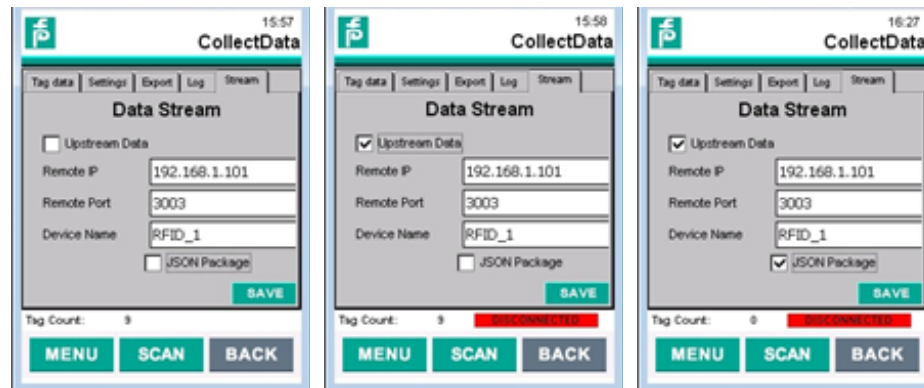 15:57
CollectData
Tag data Settings Export Log Stream
Data Stream
Upstream Data
Remote IP 192.168.1.101
Remote Port 3003
Device Name RFID_1
JSON Package
SAVE
Tag Count: 9
MENU SCAN BACK
15:58
CollectData
Tag data Settings Export Log Stream
Data Stream
Upstream Data
Remote IP 192.168.1.101
Remote Port 3003
Device Name RFID_1
JSON Package
SAVE
Tag Count: 9 DISCONNECTED
MENU SCAN BACK
16:27
CollectData
Tag data Settings Export Log Stream
Data Stream
Upstream Data
Remote IP 192.168.1.101
Remote Port 3003
Device Name RFID_1
JSON Package
SAVE
Tag Count: 0 DISCONNECTED
MENU SCAN BACK